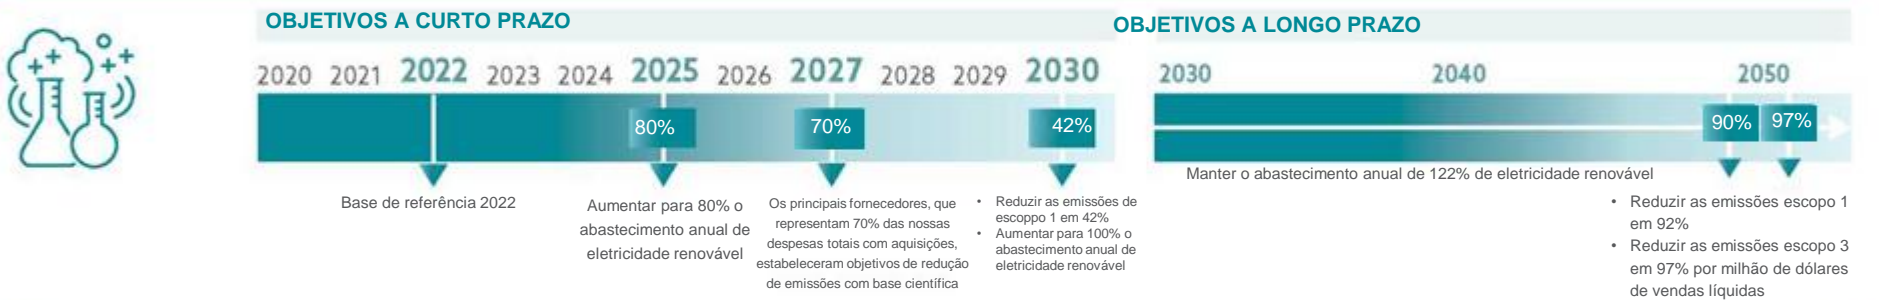 OBJETIVOS A CURTO PRAZO
2020 2021 2022 2023 2024 2025 2026 2027 2028 2029 2030
80% 70% 42%
Base de referência 2022
Aumentar para 80% o
abastecimento anual de
eletricidade renovável
Os principais fornecedores, que
representam 70% das nossas
despesas totais com aquisições,
estabeleceram objetivos de redução
de emissões com base científica
• Reduzir as emissões de
escoppo 1 em 42%
• Aumentar para 100% o
abastecimento anual de
eletricidade renovável
OBJETIVOS A LONGO PRAZO
2030 2040 2050
90% 97%
Manter o abastecimento anual de 122% de eletricidade renovável
• Reduzir as emissões escopo 1
em 92%
• Reduzir as emissões escopo 3
em 97% por milhão de dólares
de vendas líquidas